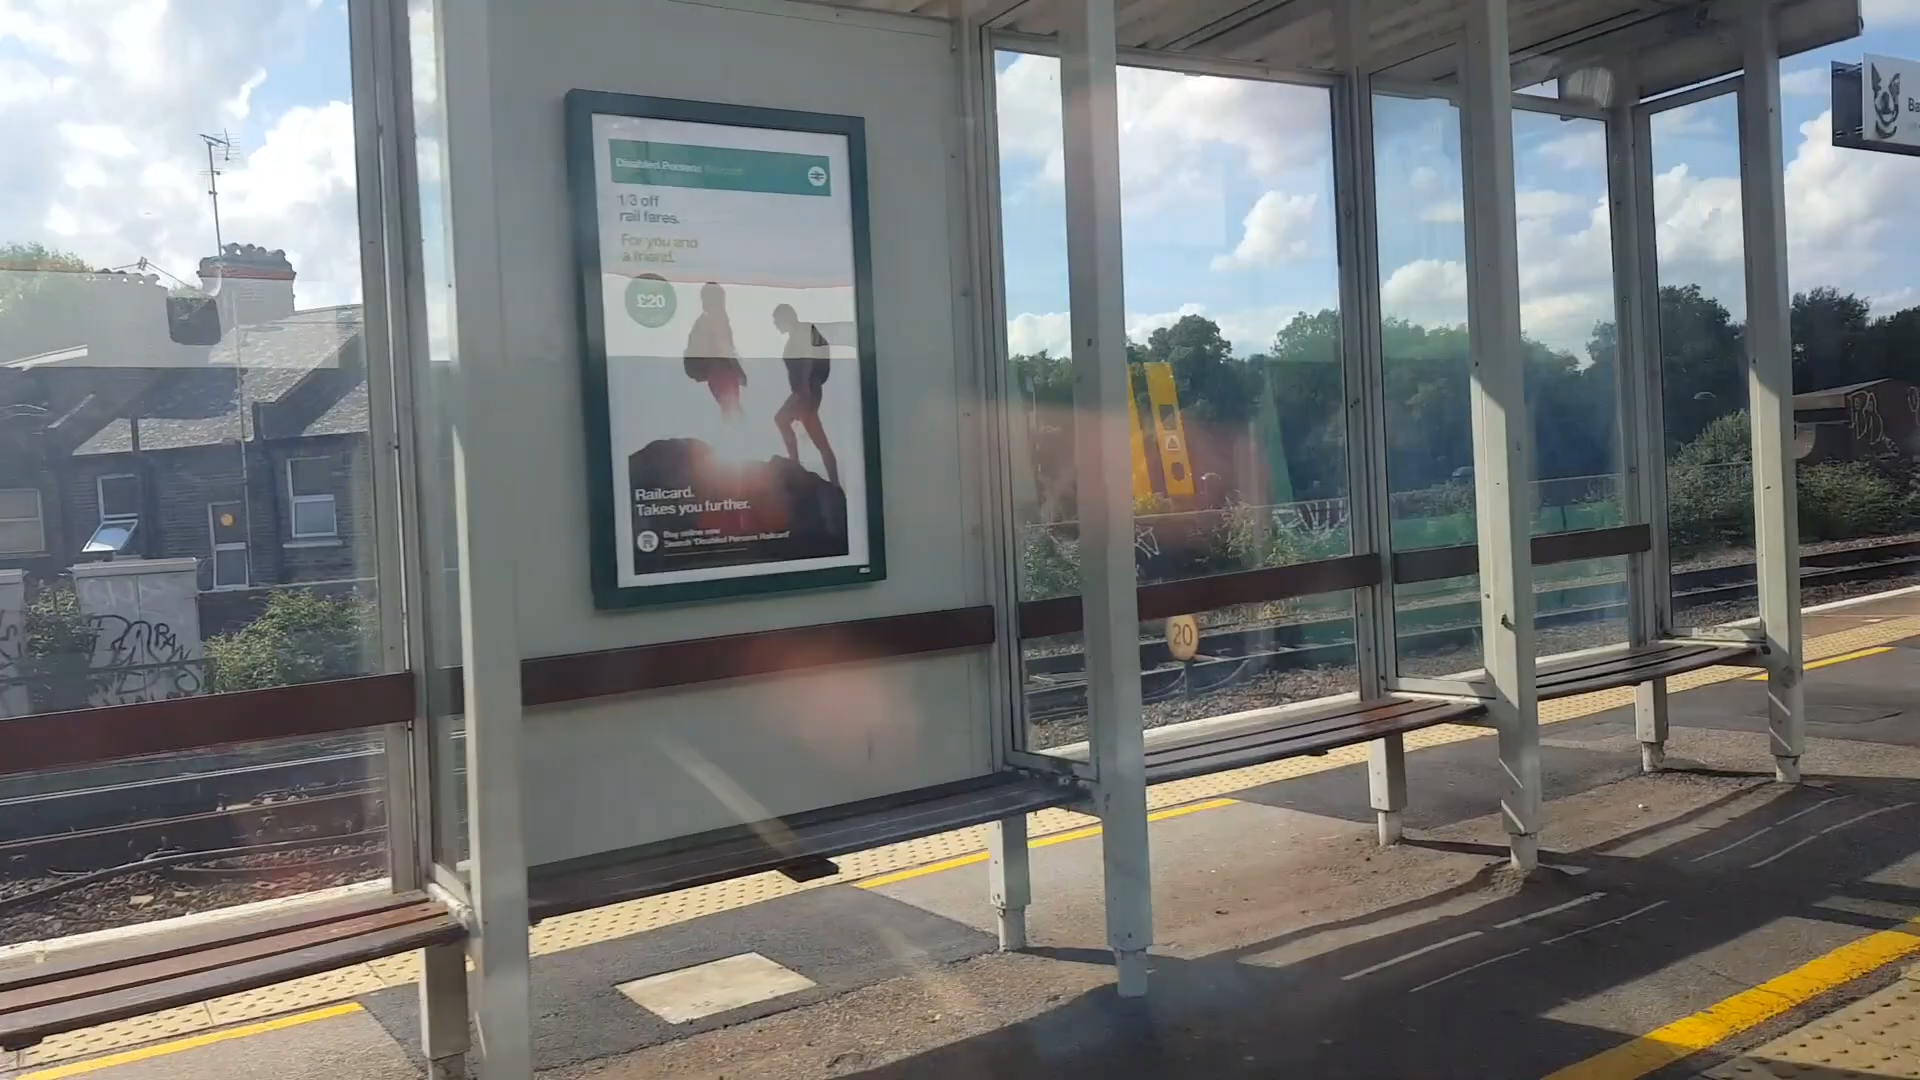 Disabled Persons Railcard
1/3 off
rail fares.
For you and
a friend.
£20
Railcard.
Takes you further.
Buy online now
Search 'Disabled Persons Railcard'
20
Ba